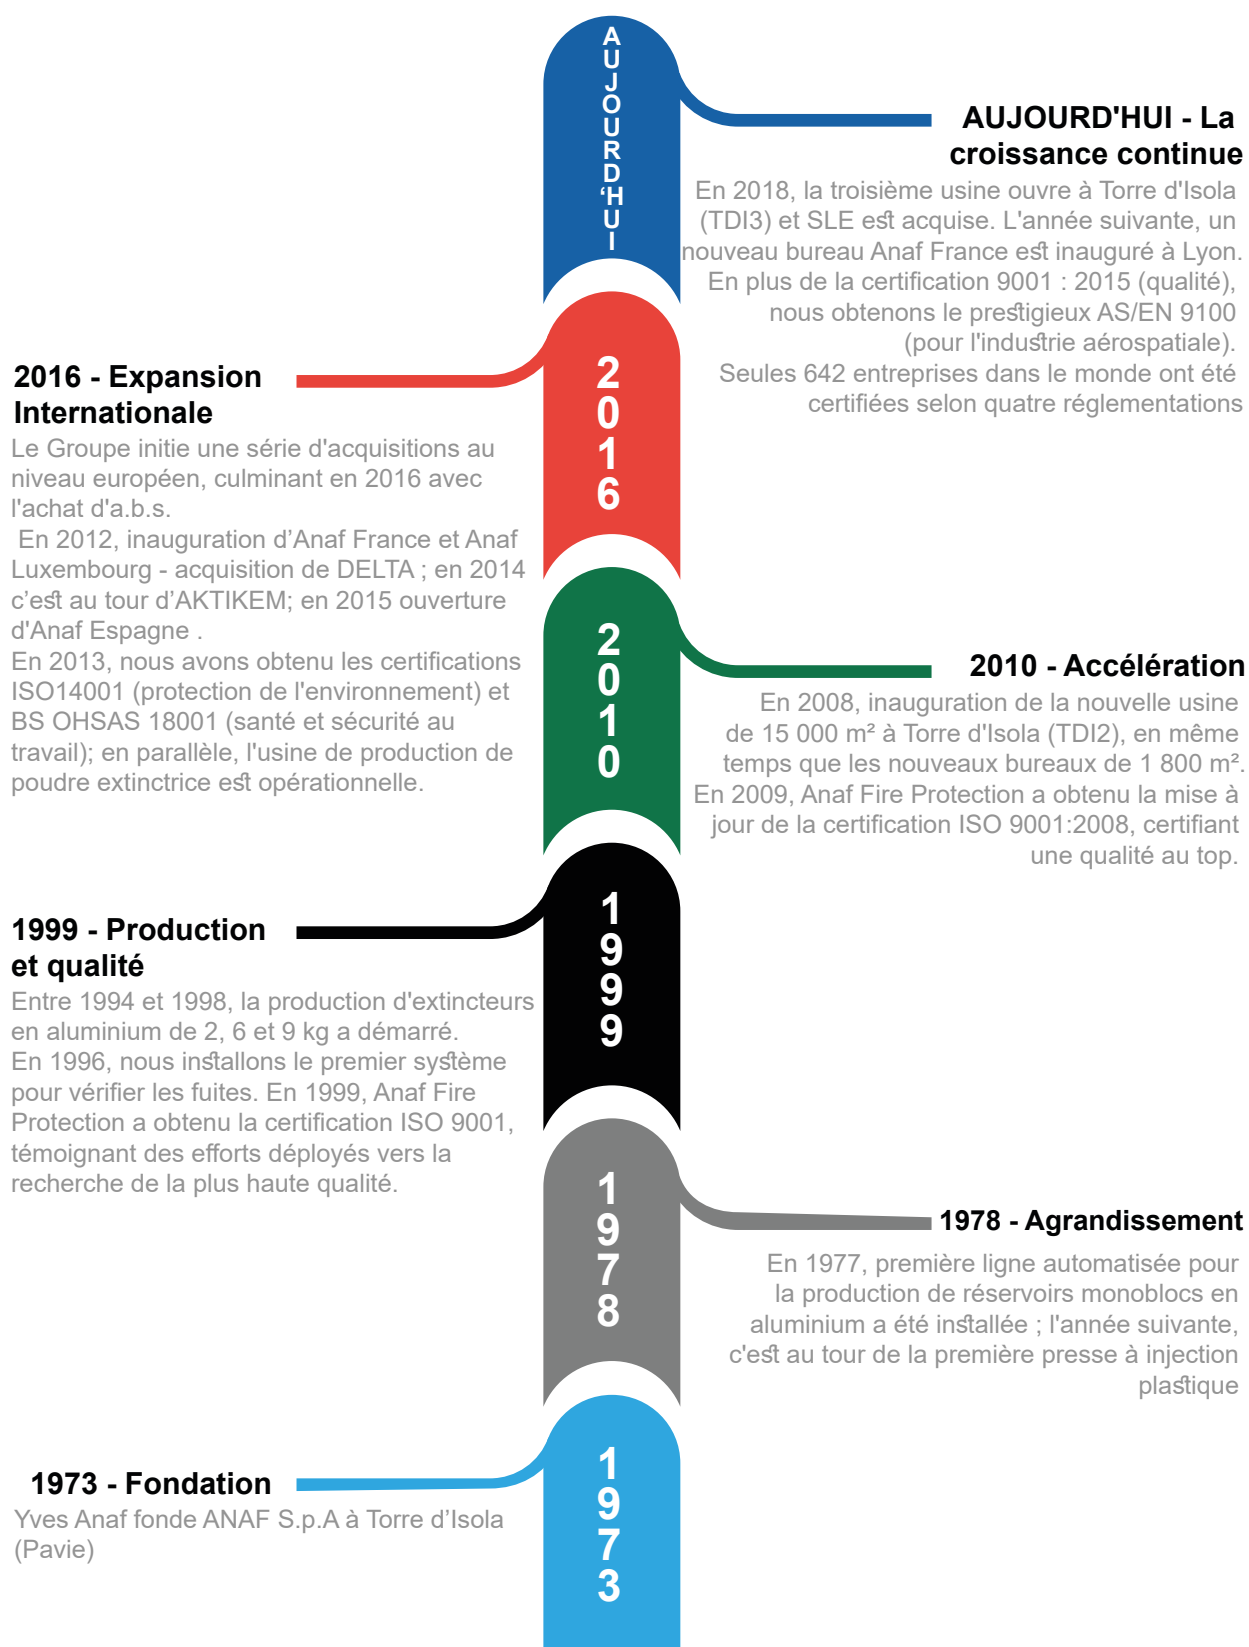 AUJOURD'HUI
AUJOURD'HUI - La
croissance continue
En 2018, la troisième usine ouvre à Torre d'Isola
(TDI3) et SLE est acquise. L'année suivante, un
nouveau bureau Anaf France est inauguré à Lyon.
En plus de la certification 9001 : 2015 (qualité),
nous obtenons le prestigieux AS/EN 9100
(pour l'industrie aérospatiale).
Seules 642 entreprises dans le monde ont été
certifiées selon quatre réglementations
2016
2016 - Expansion
Internationale
Le Groupe initie une série d'acquisitions au
niveau européen, culminant en 2016 avec
l'achat d'a.b.s.
En 2012, inauguration d’Anaf France et Anaf
Luxembourg - acquisition de DELTA ; en 2014
c’est au tour d’AKTIKEM; en 2015 ouverture
d'Anaf Espagne .
En 2013, nous avons obtenu les certifications
ISO14001 (protection de l'environnement) et
BS OHSAS 18001 (santé et sécurité au
travail); en parallèle, l'usine de production de
poudre extinctrice est opérationnelle.
2010
2010 - Accélération
En 2008, inauguration de la nouvelle usine
de 15 000 m² à Torre d'Isola (TDI2), en même
temps que les nouveaux bureaux de 1 800 m².
En 2009, Anaf Fire Protection a obtenu la mise à
jour de la certification ISO 9001:2008, certifiant
une qualité au top.
1999
1999 - Production
et qualité
Entre 1994 et 1998, la production d'extincteurs
en aluminium de 2, 6 et 9 kg a démarré.
En 1996, nous installons le premier système
pour vérifier les fuites. En 1999, Anaf Fire
Protection a obtenu la certification ISO 9001,
témoignant des efforts déployés vers la
recherche de la plus haute qualité.
1978
1978 - Agrandissement
En 1977, première ligne automatisée pour
la production de réservoirs monoblocs en
aluminium a été installée ; l'année suivante,
c'est au tour de la première presse à injection
plastique
1973
1973 - Fondation
Yves Anaf fonde ANAF S.p.A à Torre d’Isola
(Pavie)